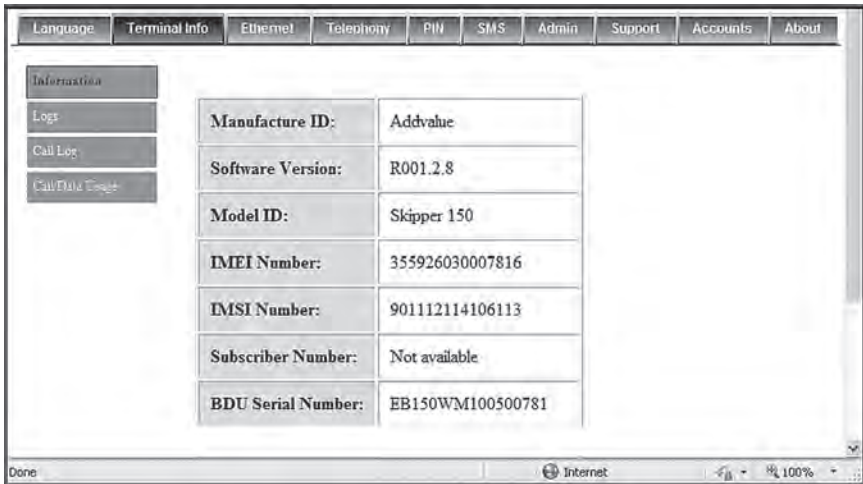 Language Terminal Info Ethernet Telephony PIN SMS Admin Support Accounts About
Information
Logs
Call Log
Call/Data Usage
Manufacture ID: Addvalue
Software Version: R001.2.8
Model ID: Skipper 150
IMEI Number: 355926030007816
IMSI Number: 901112114106113
Subscriber Number: Not available
BDU Serial Number: EB150WM100500781
Done Internet 100%